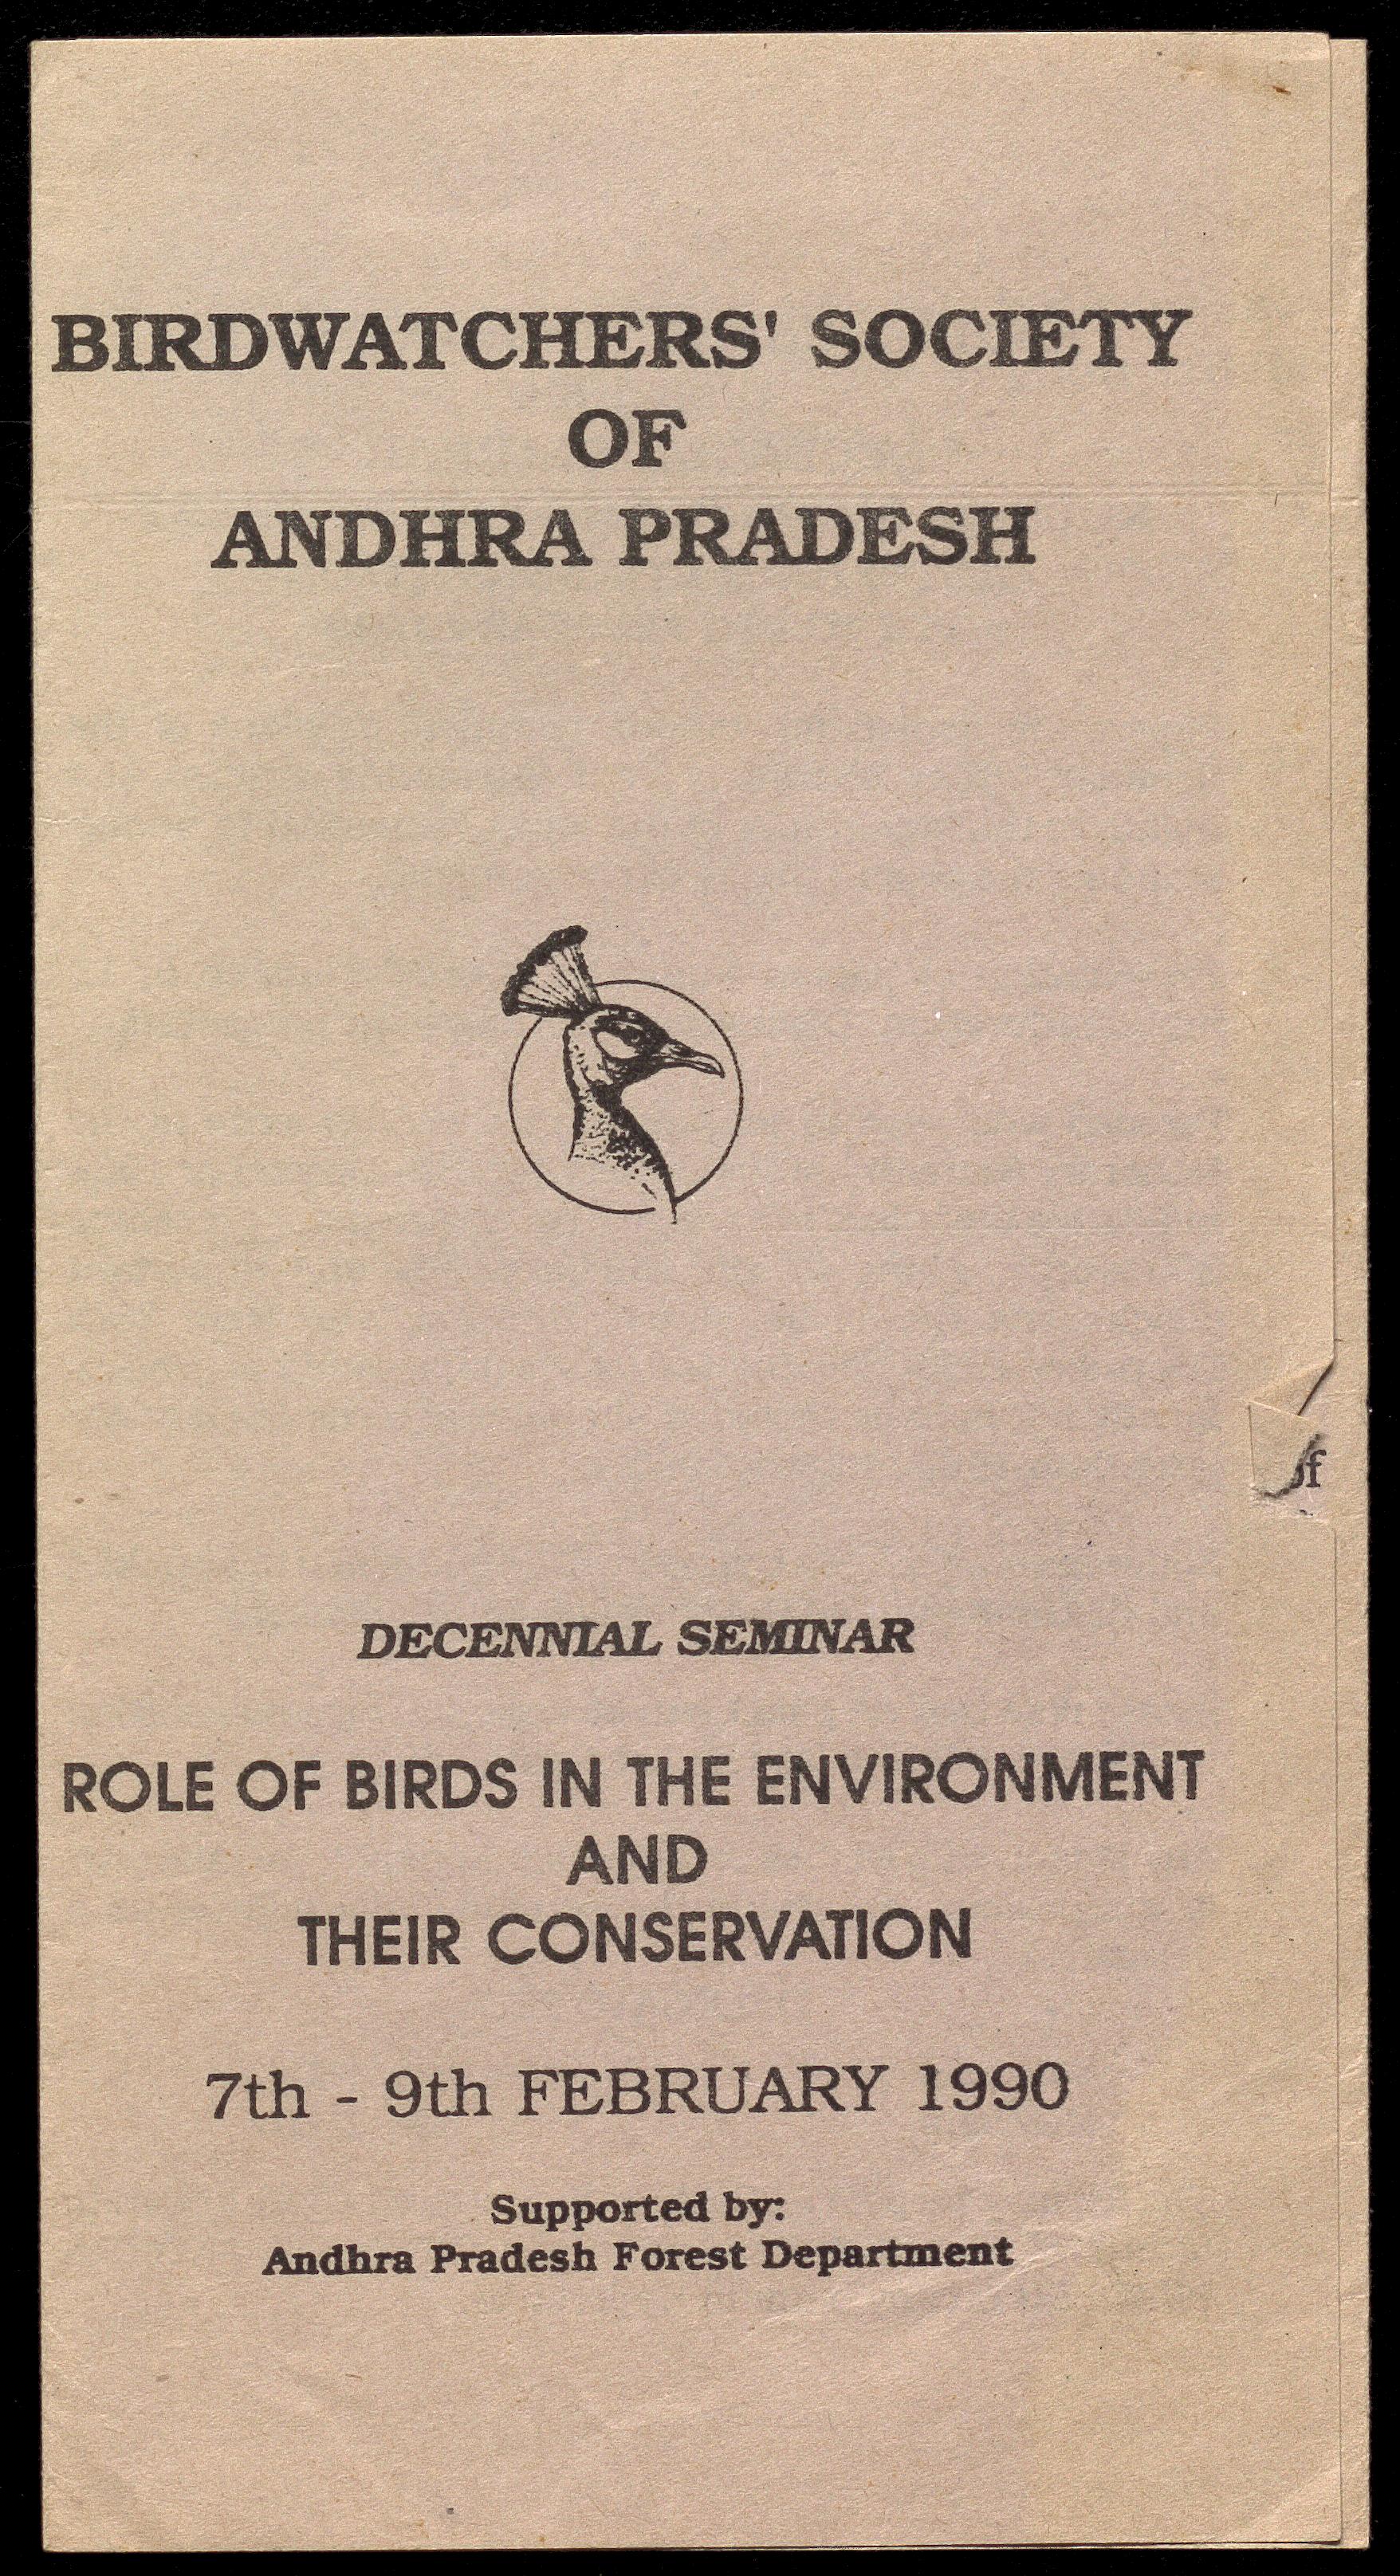 BIRDWATCHERS' SOCIETY
OF
ANDHRA PRADESH
DECENNIAL SEMINAR
ROLE OF BIRDS IN THE ENVIRONMENT
AND
THEIR CONSERVATION
7th - 9th FEBRUARY 1990
Supported by:
Andhra Pradesh Forest Department